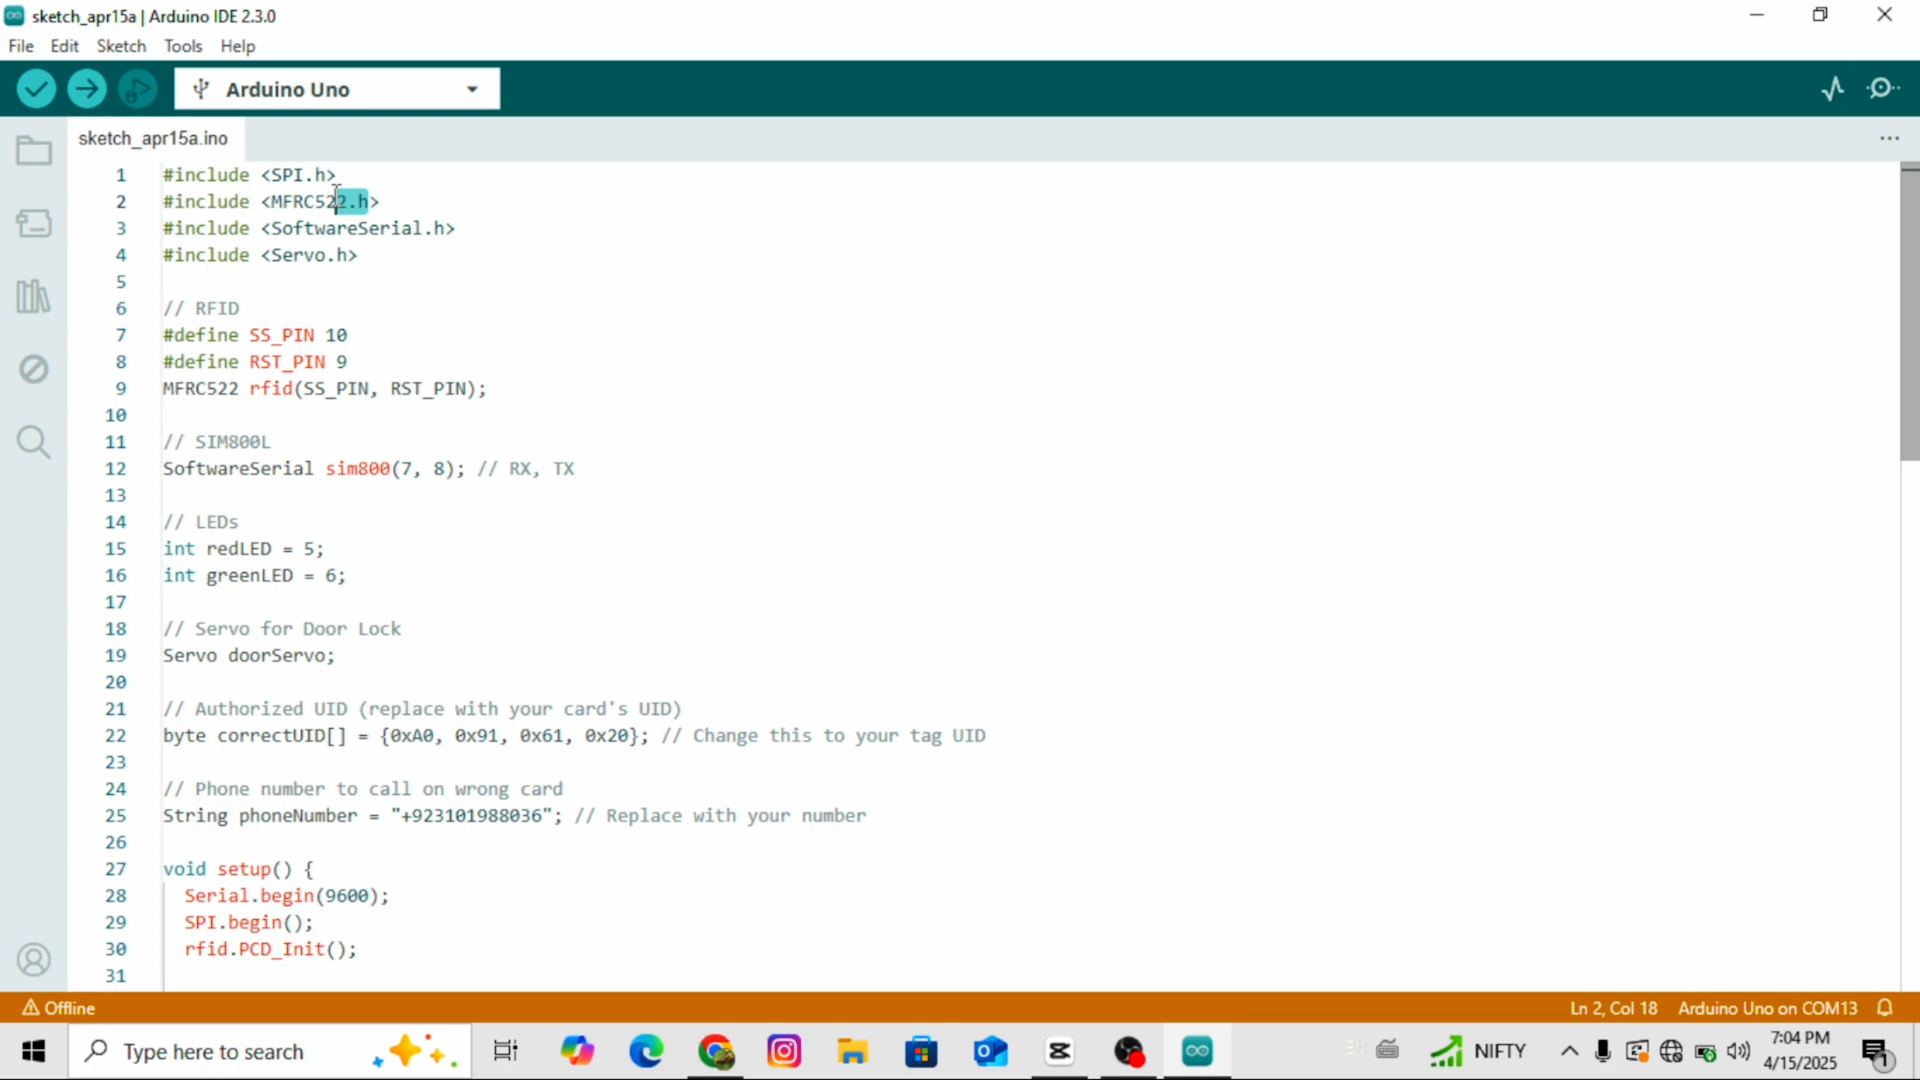 sketch_apr15a | Arduino IDE 2.3.0
File Edit Sketch Tools Help
Arduino Uno
sketch_apr15a.ino
1 #include <SPI.h>
2 #include <MFRC522.h>
3 #include <SoftwareSerial.h>
4 #include <Servo.h>
5
6 // RFID
7 #define SS_PIN 10
8 #define RST_PIN 9
9 MFRC522 rfid(SS_PIN, RST_PIN);
10
11 // SIM800L
12 SoftwareSerial sim800(7, 8); // RX, TX
13
14 // LEDs
15 int redLED = 5;
16 int greenLED = 6;
17
18 // Servo for Door Lock
19 Servo doorServo;
20
21 // Authorized UID (replace with your card's UID)
22 byte correctUID[] = {0xA0, 0x91, 0x61, 0x20}; // Change this to your tag UID
23
24 // Phone number to call on wrong card
25 String phoneNumber = "+923101988036"; // Replace with your number
26
27 void setup() {
28 Serial.begin(9600);
29 SPI.begin();
30 rfid.PCD_Init();
31
Offline
Ln 2, Col 18 Arduino Uno on COM13
Type here to search
NIFTY
7:04 PM
4/15/2025
1